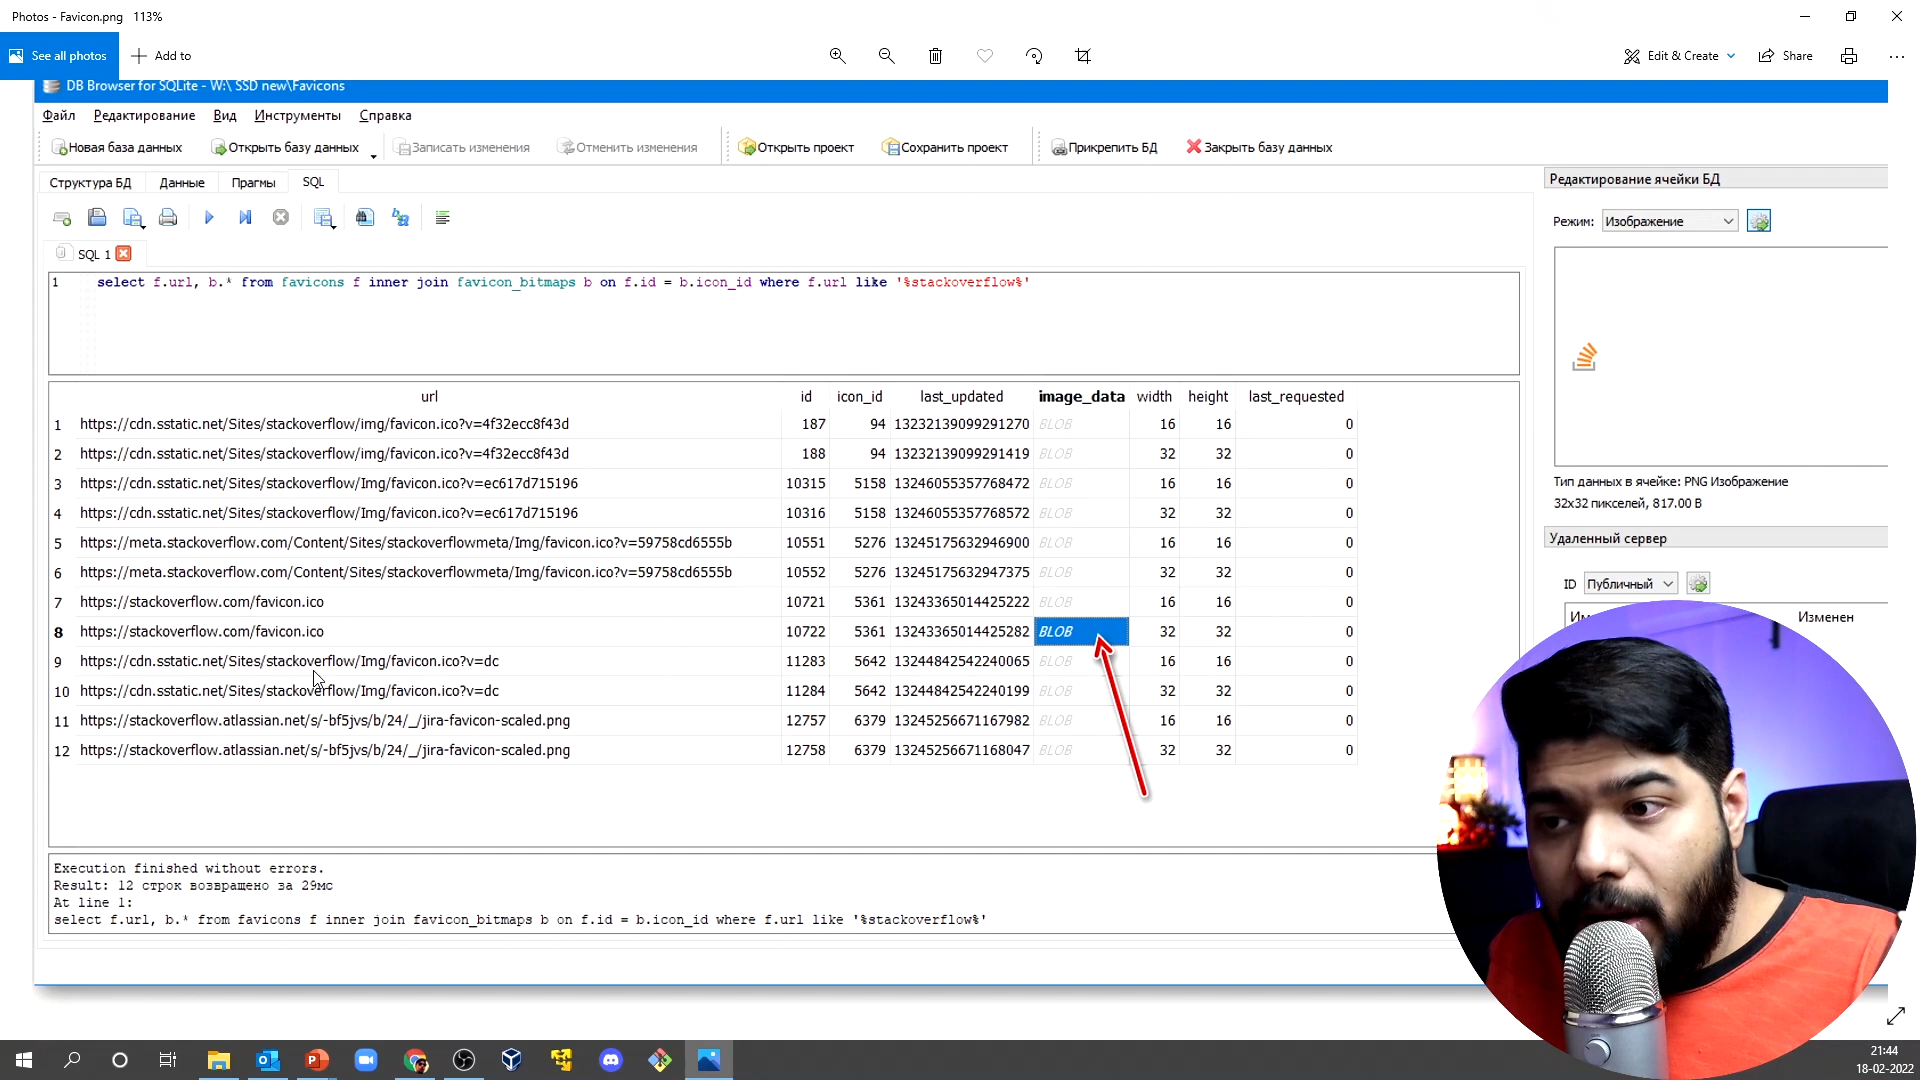 Photos - Favicon.png   113%
See all photos
Add to
Edit & Create
Share
DB Browser for SQLite - W:\ SSD new\Favicons
Файл   Редактирование   Вид   Инструменты   Справка
Новая база данных   Открыть базу данных   Записать изменения   Отменить изменения   Открыть проект   Сохранить проект   Прикрепить БД   Закрыть базу данных
Структура БД   Данные   Прагмы   SQL
SQL 1
1 select f.url, b.* from favicons f inner join favicon_bitmaps b on f.id = b.icon_id where f.url like '%stackoverflow%'
url   id   icon_id   last_updated   image_data   width   height   last_requested
1 https://cdn.sstatic.net/Sites/stackoverflow/img/favicon.ico?v=4f32ecc8f43d 187 94 13232139099291270 BLOB 16 16 0
2 https://cdn.sstatic.net/Sites/stackoverflow/img/favicon.ico?v=4f32ecc8f43d 188 94 13232139099291419 BLOB 32 32 0
3 https://cdn.sstatic.net/Sites/stackoverflow/Img/favicon.ico?v=ec617d715196 10315 5158 13246055357768472 BLOB 16 16 0
4 https://cdn.sstatic.net/Sites/stackoverflow/Img/favicon.ico?v=ec617d715196 10316 5158 13246055357768572 BLOB 32 32 0
5 https://meta.stackoverflow.com/Content/Sites/stackoverflowmeta/Img/favicon.ico?v=59758cd6555b 10551 5276 13245175632946900 BLOB 16 16 0
6 https://meta.stackoverflow.com/Content/Sites/stackoverflowmeta/Img/favicon.ico?v=59758cd6555b 10552 5276 13245175632947375 BLOB 32 32 0
7 https://stackoverflow.com/favicon.ico 10721 5361 13243365014425222 BLOB 16 16 0
8 https://stackoverflow.com/favicon.ico 10722 5361 13243365014425282 BLOB 32 32 0
9 https://cdn.sstatic.net/Sites/stackoverflow/Img/favicon.ico?v=dc 11283 5642 13244842542240065 BLOB 16 16 0
10 https://cdn.sstatic.net/Sites/stackoverflow/Img/favicon.ico?v=dc 11284 5642 13244842542240199 BLOB 32 32 0
11 https://stackoverflow.atlassian.net/s/-bf5jvs/b/24/_/jira-favicon-scaled.png 12757 6379 13245256671167982 BLOB 16 16 0
12 https://stackoverflow.atlassian.net/s/-bf5jvs/b/24/_/jira-favicon-scaled.png 12758 6379 13245256671168047 BLOB 32 32 0
Execution finished without errors.
Result: 12 строк возвращено за 29мс
At line 1:
select f.url, b.* from favicons f inner join favicon_bitmaps b on f.id = b.icon_id where f.url like '%stackoverflow%'
Редактирование ячейки БД
Режим: Изображение
Тип данных в ячейке: PNG Изображение
32x32 пикселей, 817.00 B
Удаленный сервер
ID Публичный
Изменен
21:44
18-02-2022